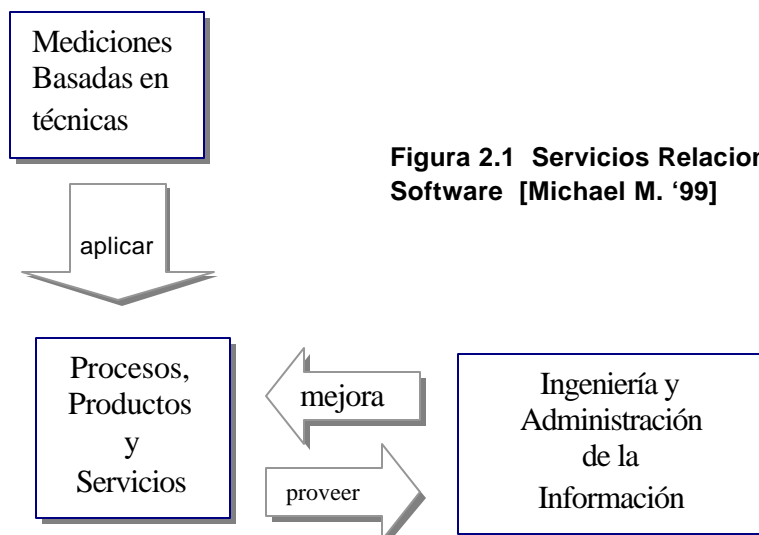 Mediciones
Basadas en
técnicas
Figura 2.1 Servicios Relacion
Software [Michael M. ‘99]
aplicar
Procesos,
Productos
y
Servicios
mejora
proveer
Ingeniería y
Administración
de la
Información